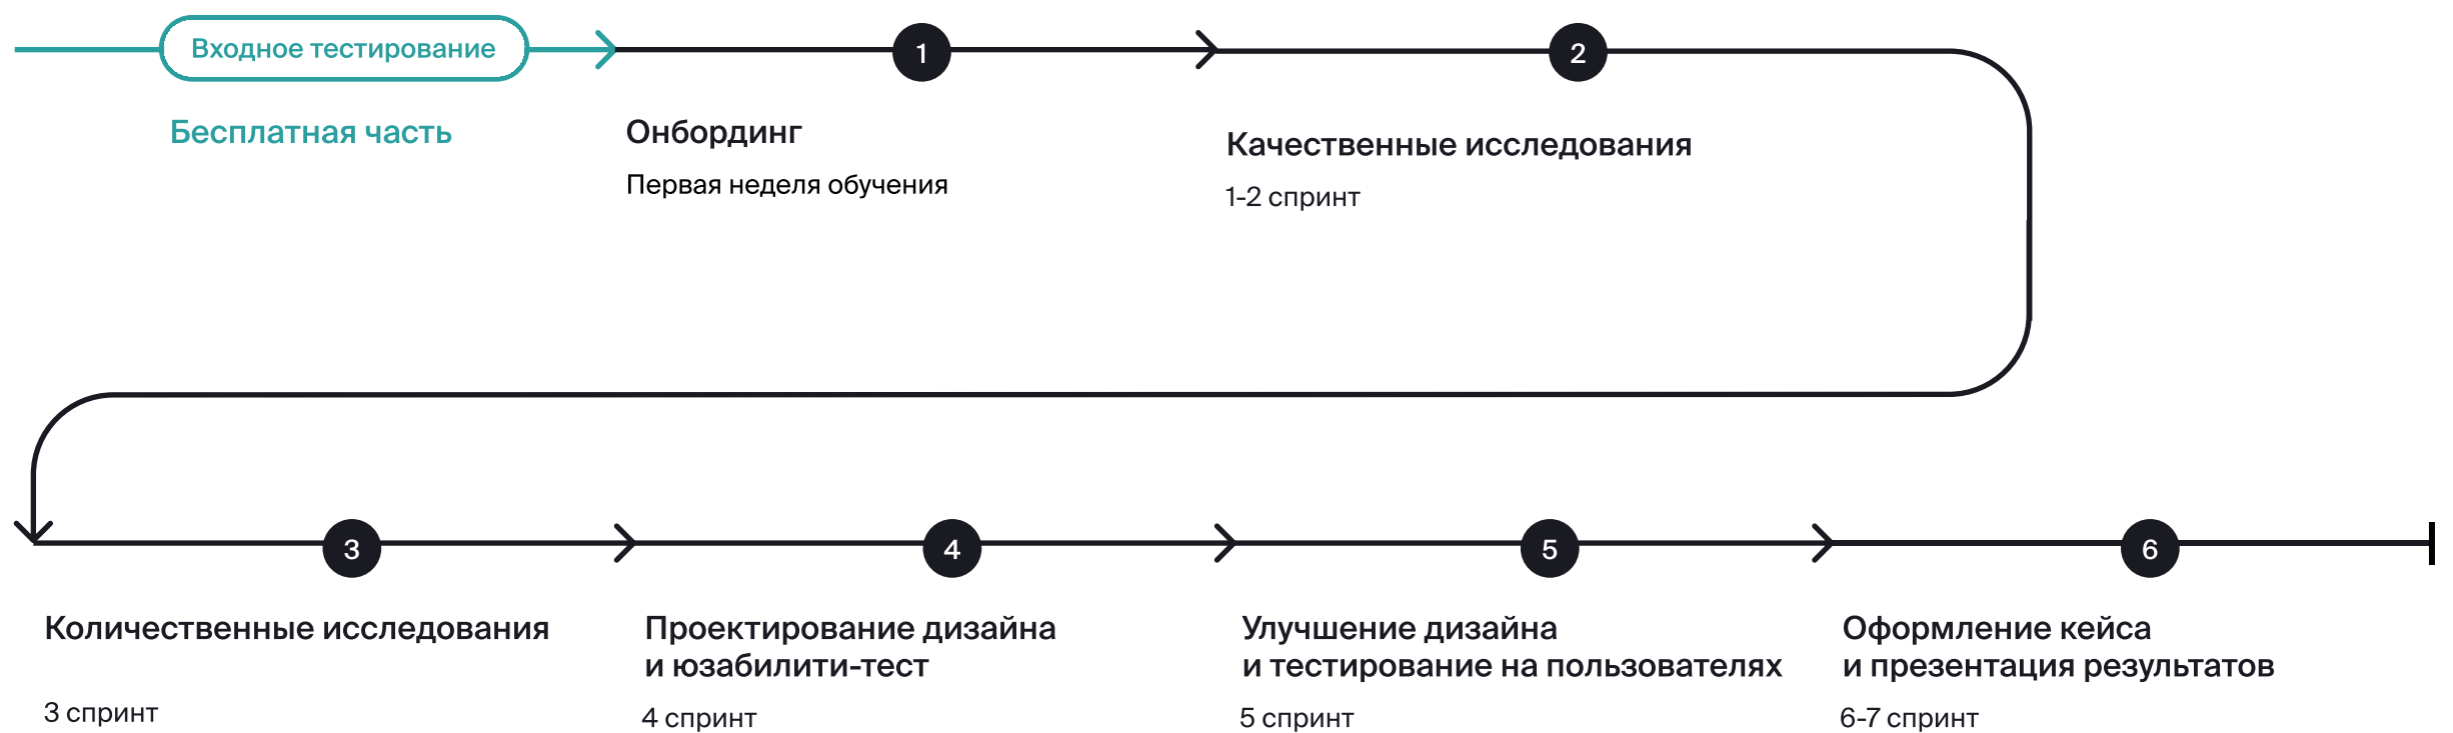 Входное тестирование
1
2
Бесплатная часть
Онбординг
Первая неделя обучения
Качественные исследования
1-2 спринт
3
4
5
6
Количественные исследования
3 спринт
Проектирование дизайна
и юзабилити-тест
4 спринт
Улучшение дизайна
и тестирование на пользователях
5 спринт
Оформление кейса
и презентация результатов
6-7 спринт